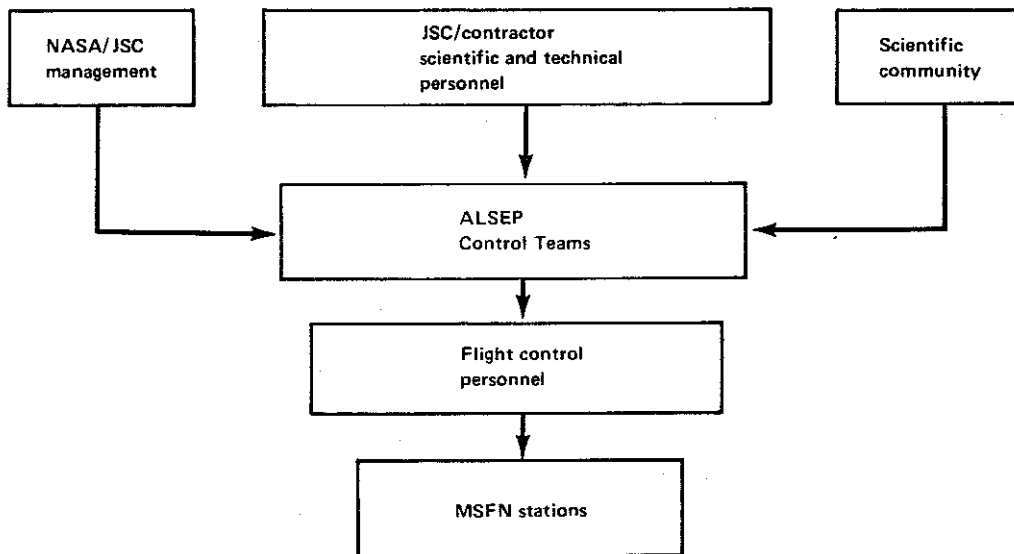 NASA/JSC
management
JSC/contractor
scientific and technical
personnel
Scientific
community
ALSEP
Control Teams
Flight control
personnel
MSFN stations